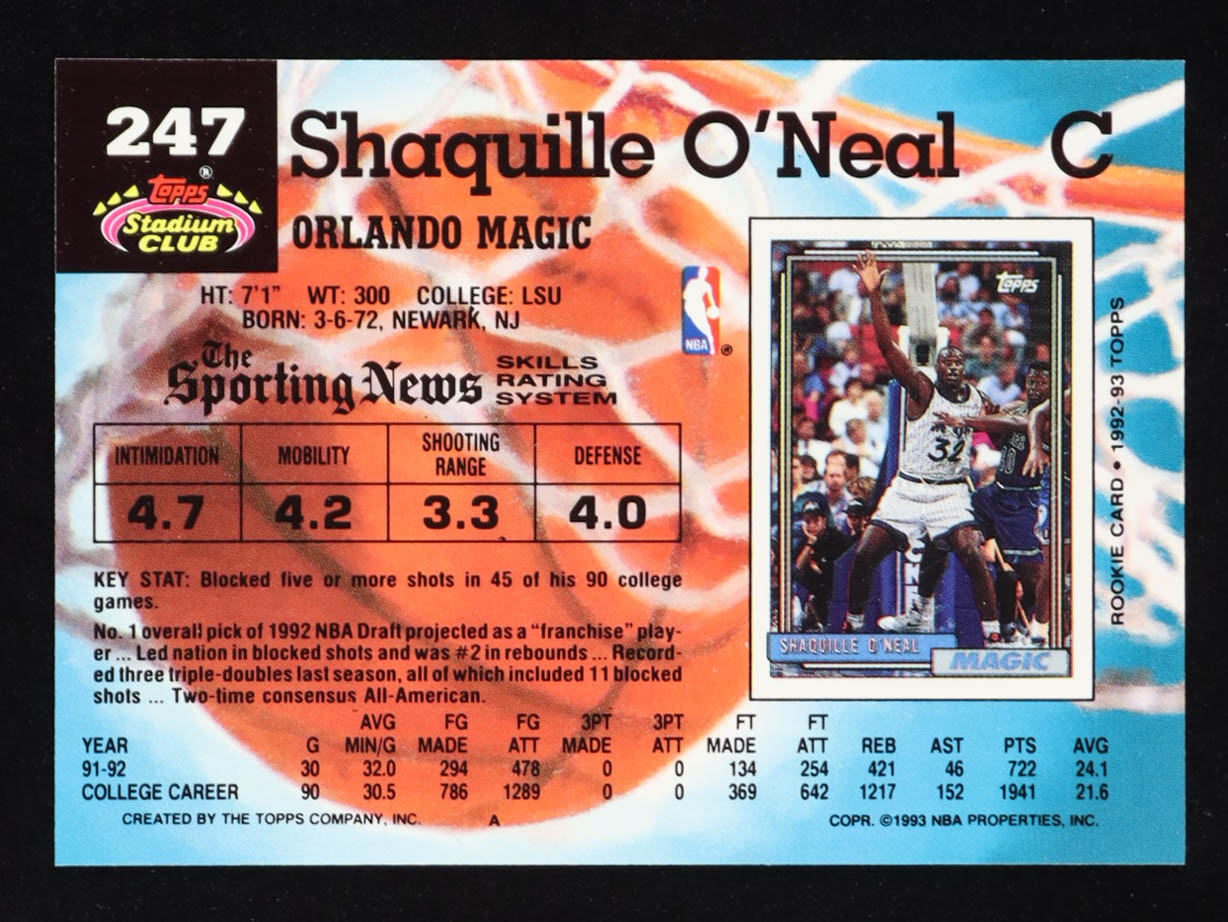 247
Topps ®
Stadium
CLUB
Shaquille O'Neal C
ORLANDO MAGIC
HT: 7'1" WT: 300 COLLEGE: LSU
BORN: 3-6-72, NEWARK, NJ
NBA ®
The
Sporting News
SKILLS
RATING
SYSTEM
INTIMIDATION MOBILITY SHOOTING RANGE DEFENSE
4.7 4.2 3.3 4.0
KEY STAT: Blocked five or more shots in 45 of his 90 college
games.
No. 1 overall pick of 1992 NBA Draft projected as a "franchise" play-
er ... Led nation in blocked shots and was #2 in rebounds ... Record-
ed three triple-doubles last season, all of which included 11 blocked
shots ... Two-time consensus All-American.
Topps
32
SHAQUILLE O'NEAL
MAGIC
ROOKIE CARD • 1992-93 TOPPS
AVG FG FG 3PT 3PT FT FT
YEAR G MIN/G MADE ATT MADE ATT MADE ATT REB AST PTS AVG
91-92 30 32.0 294 478 0 0 134 254 421 46 722 24.1
COLLEGE CAREER 90 30.5 786 1289 0 0 369 642 1217 152 1941 21.6
CREATED BY THE TOPPS COMPANY, INC. A COPR. ©1993 NBA PROPERTIES, INC.